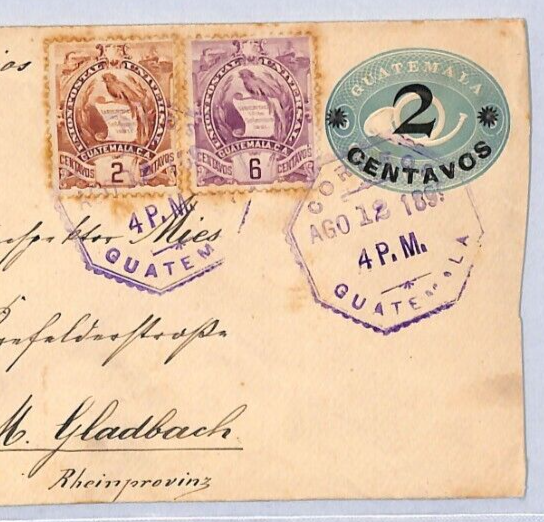 UNION POSTAL UNIVERSAL
GUATEMALA, C.A.
CENTAVOS 2 CENTAVOS
UNION POSTAL UNIVERSAL
GUATEMALA, C.A.
CENTAVOS 6 CENTAVOS
GUATEMALA
2
CENTAVOS
4 P.M.
GUATEM
AGO 12 189
4 P.M.
GUATEMALA
Mies
M. Gladbach
Rheinprovinz